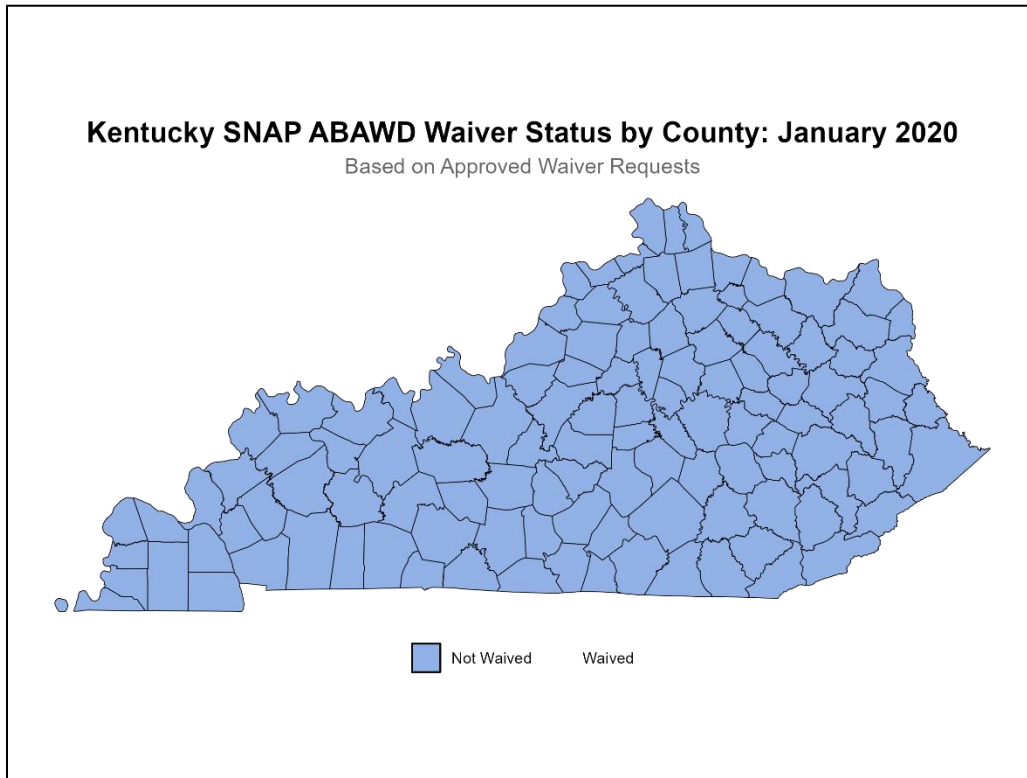 Kentucky SNAP ABAWD Waiver Status by County: January 2020
Based on Approved Waiver Requests
Not Waived Waived